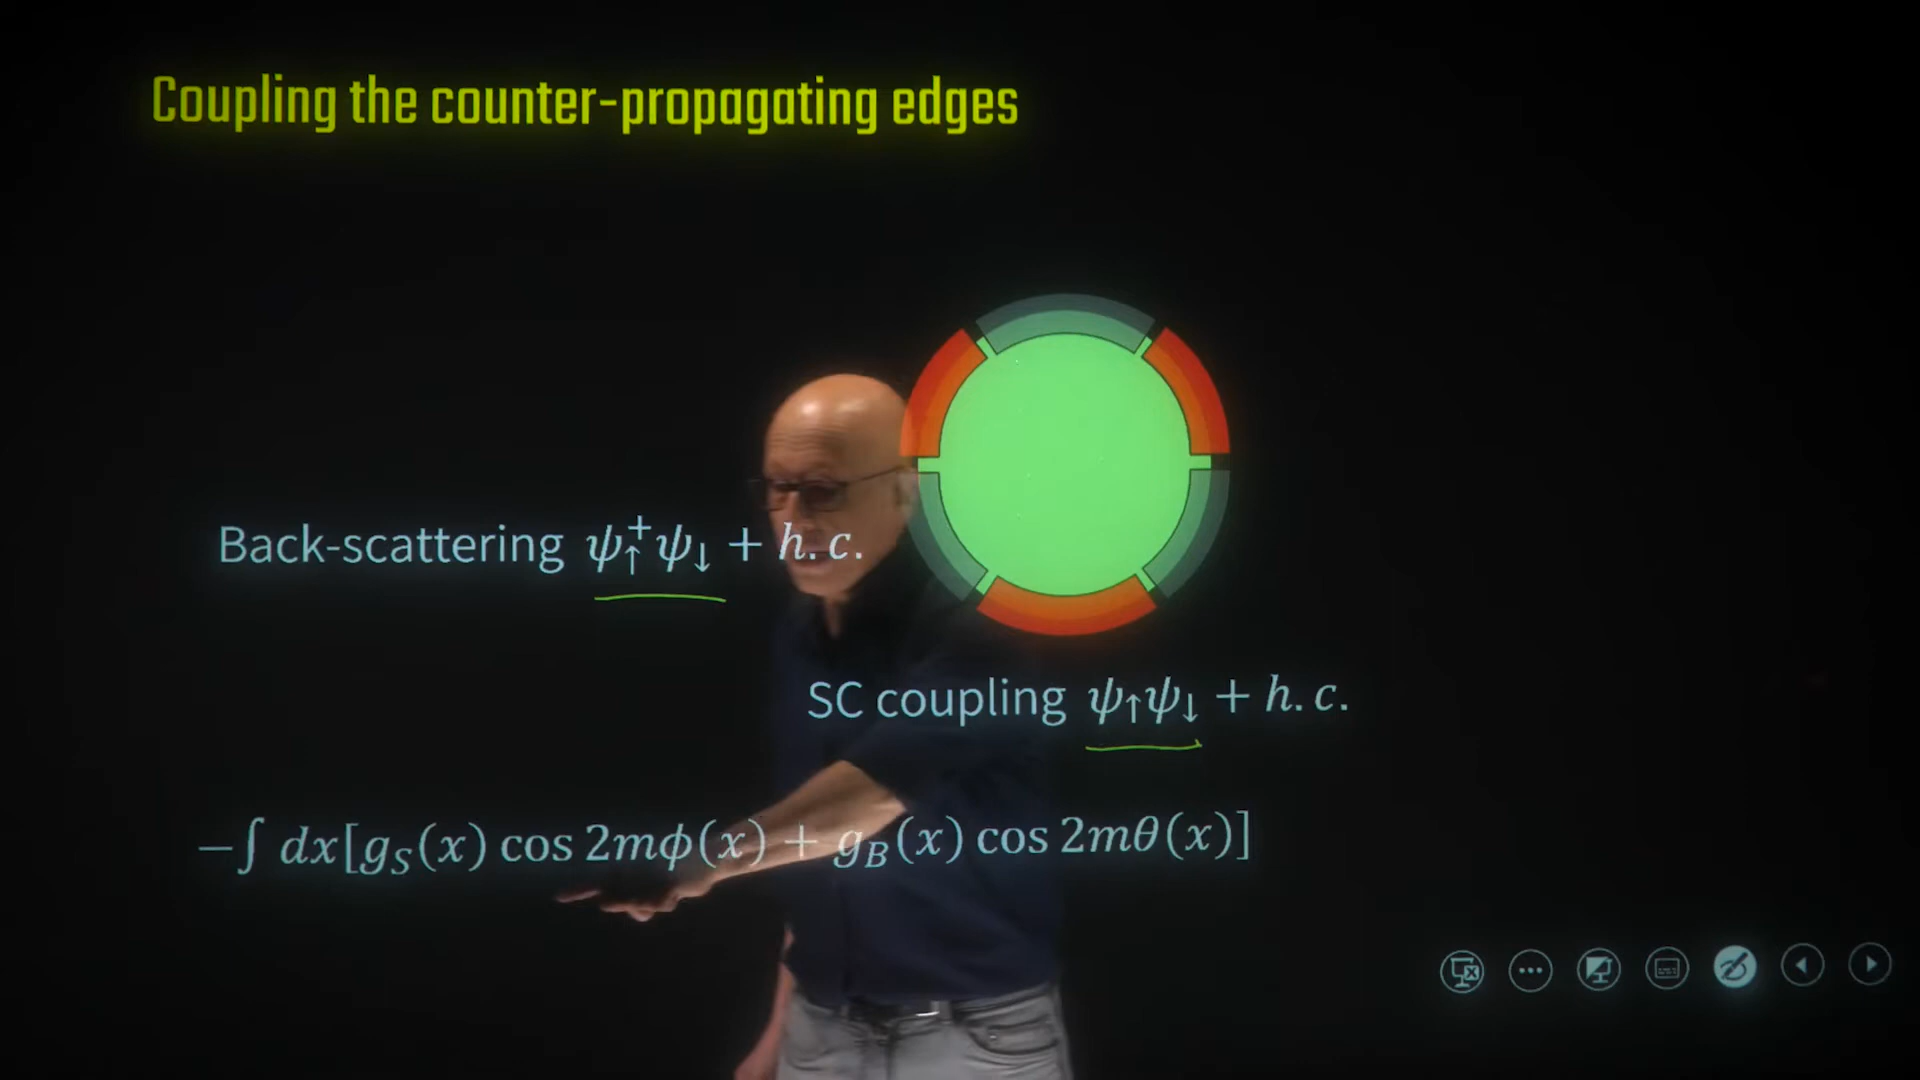 Coupling the counter-propagating edges
Back-scattering ψ↑⁺ψ↓ + h.c.
SC coupling ψ↑ψ↓ + h.c.
−∫ dx[g_S(x) cos 2mϕ(x) + g_B(x) cos 2mθ(x)]